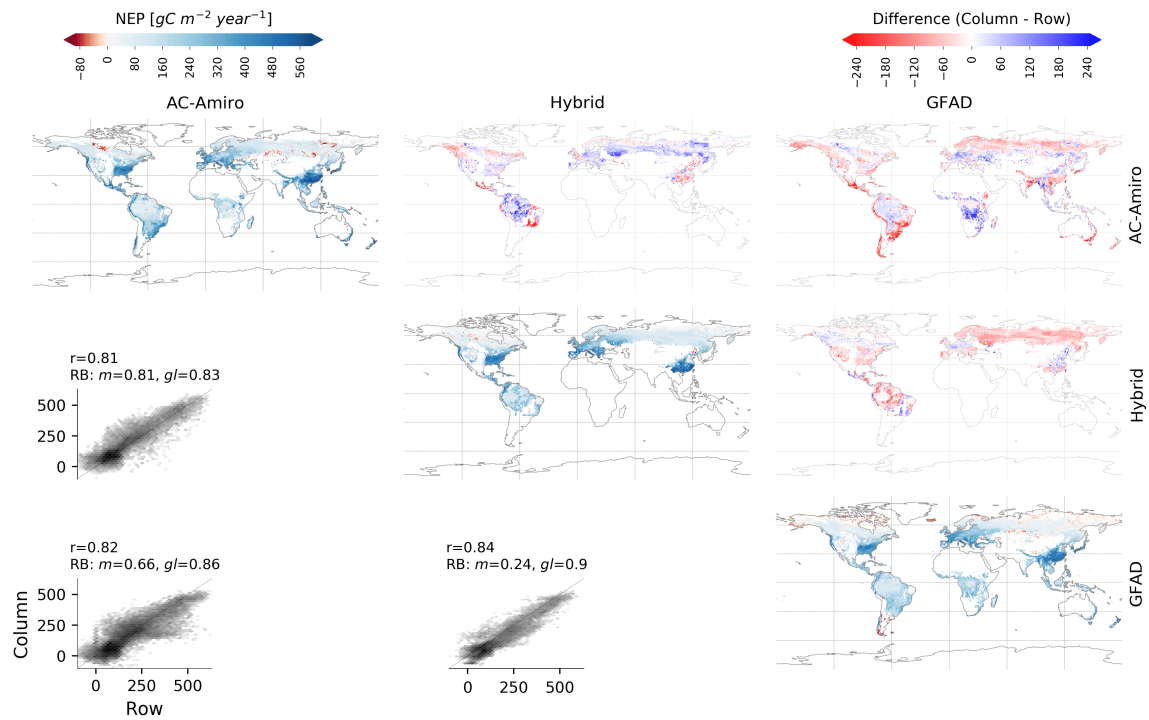 NEP [gC m⁻² year⁻¹]
−80 0 80 160 240 320 400 480 560
Difference (Column - Row)
−240 −180 −120 −60 0 60 120 180 240
AC-Amiro
Hybrid
GFAD
AC-Amiro
r=0.81
RB: m=0.81, gl=0.83
500
250
0
Hybrid
r=0.82
RB: m=0.66, gl=0.86
500
250
0
0 250 500
Column
Row
r=0.84
RB: m=0.24, gl=0.9
0 250 500
GFAD